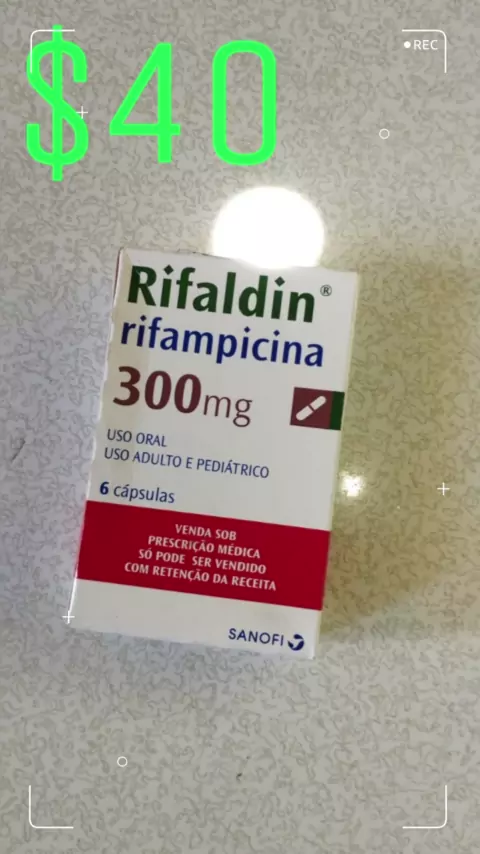 $40
REC
Rifaldin®
rifampicina
300mg
USO ORAL
USO ADULTO E PEDIÁTRICO
6 cápsulas
VENDA SOB
PRESCRIÇÃO MÉDICA
SÓ PODE SER VENDIDO
COM RETENÇÃO DA RECEITA
SANOFI